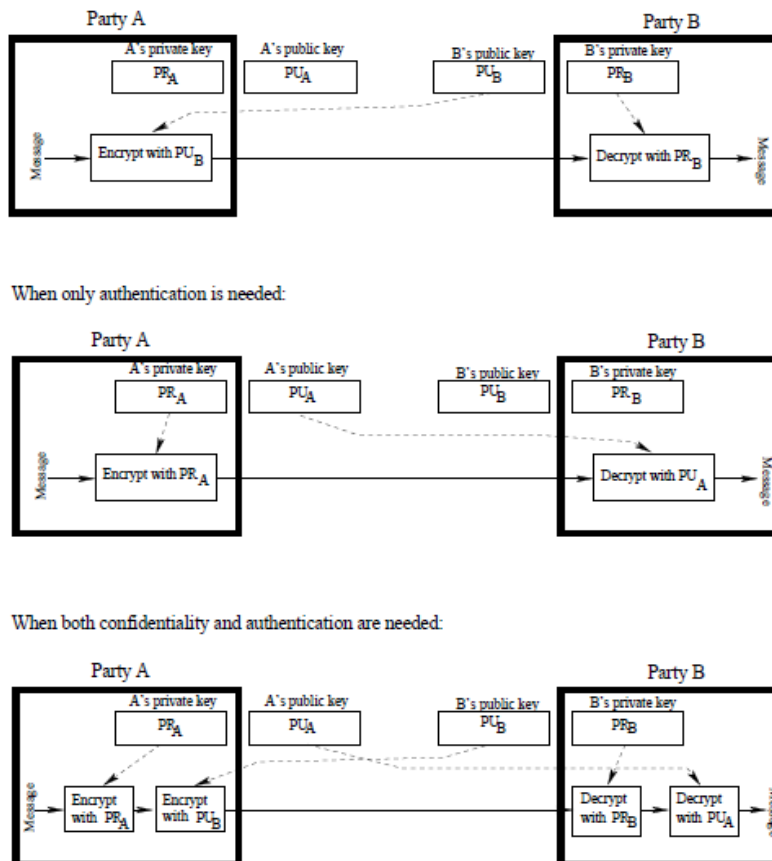 Party A
Party B
A's private key
A's public key
B's public key
B's private key
PRA
PUA
PUB
PRB
Message
Encrypt with PUB
Decrypt with PRB
Message
When only authentication is needed:
Party A
Party B
A's private key
A's public key
B's public key
B's private key
PRA
PUA
PUB
PRB
Message
Encrypt with PRA
Decrypt with PUA
Message
When both confidentiality and authentication are needed:
Party A
Party B
A's private key
A's public key
B's public key
B's private key
PRA
PUA
PUB
PRB
Message
Encrypt
with PRA
Encrypt
with PUB
Decrypt
with PRB
Decrypt
with PUA
Message